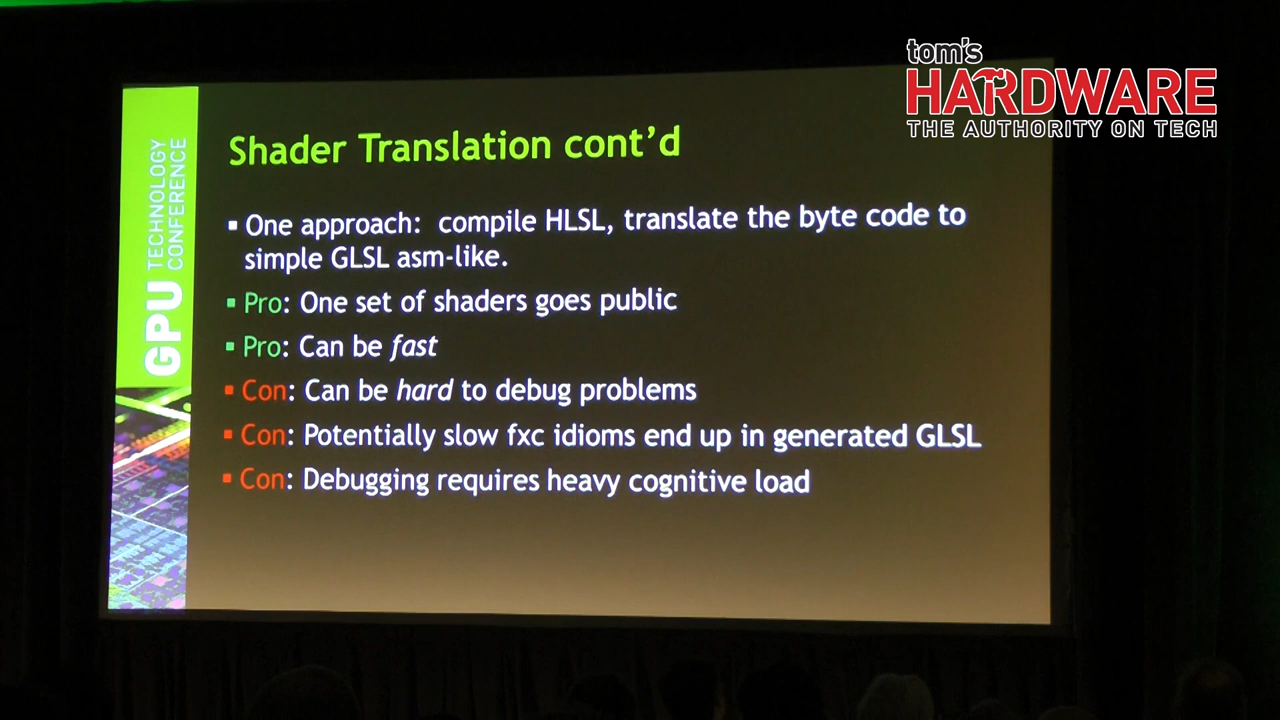 tom's
HARDWARE
THE AUTHORITY ON TECH
GPU TECHNOLOGY
CONFERENCE
Shader Translation cont'd
▪ One approach: compile HLSL, translate the byte code to
simple GLSL asm-like.
▪ Pro: One set of shaders goes public
▪ Pro: Can be fast
▪ Con: Can be hard to debug problems
▪ Con: Potentially slow fxc idioms end up in generated GLSL
▪ Con: Debugging requires heavy cognitive load